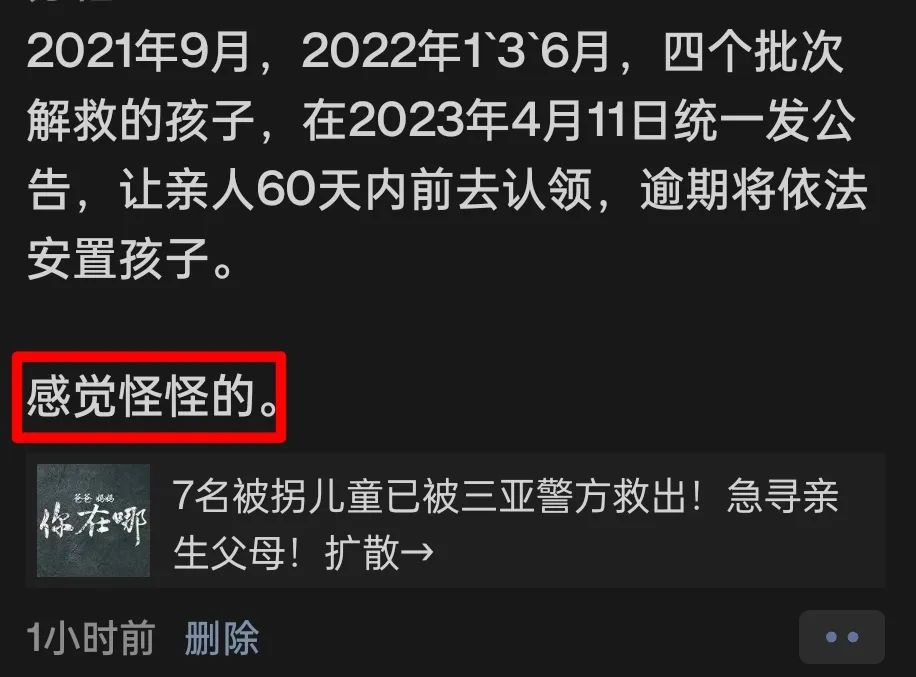 2021年9月，2022年1`3`6月，四个批次
解救的孩子，在2023年4月11日统一发公
告，让亲人60天内前去认领，逾期将依法
安置孩子。
感觉怪怪的。
爸爸 妈妈
你在哪
7名被拐儿童已被三亚警方救出！急寻亲
生父母！扩散→
1小时前 删除